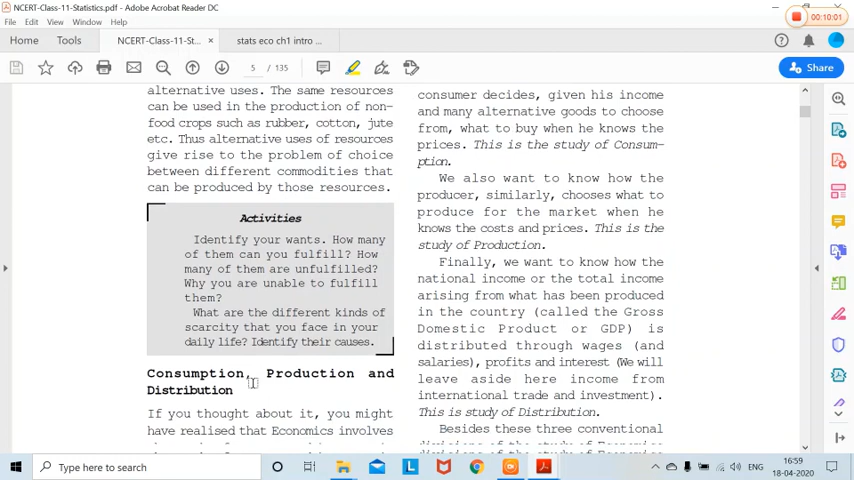 NCERT-Class-11-Statistics.pdf - Adobe Acrobat Reader DC
00:10:01
File Edit View Window Help
Home Tools NCERT-Class-11-St... × stats eco ch1 intro ...
5 / 135
Share
alternative uses. The same resources
can be used in the production of non-
food crops such as rubber, cotton, jute
etc. Thus alternative uses of resources
give rise to the problem of choice
between different commodities that
can be produced by those resources.
Activities
Identify your wants. How many
of them can you fulfill? How
many of them are unfulfilled?
Why you are unable to fulfill
them?
What are the different kinds of
scarcity that you face in your
daily life? Identify their causes.
Consumption, Production and
Distribution
If you thought about it, you might
have realised that Economics involves
consumer decides, given his income
and many alternative goods to choose
from, what to buy when he knows the
prices. This is the study of Consum-
ption.
We also want to know how the
producer, similarly, chooses what to
produce for the market when he
knows the costs and prices. This is the
study of Production.
Finally, we want to know how the
national income or the total income
arising from what has been produced
in the country (called the Gross
Domestic Product or GDP) is
distributed through wages (and
salaries), profits and interest (We will
leave aside here income from
international trade and investment).
This is study of Distribution.
Besides these three conventional
divisions of the study of Economics
Type here to search
ENG
16:59
18-04-2020